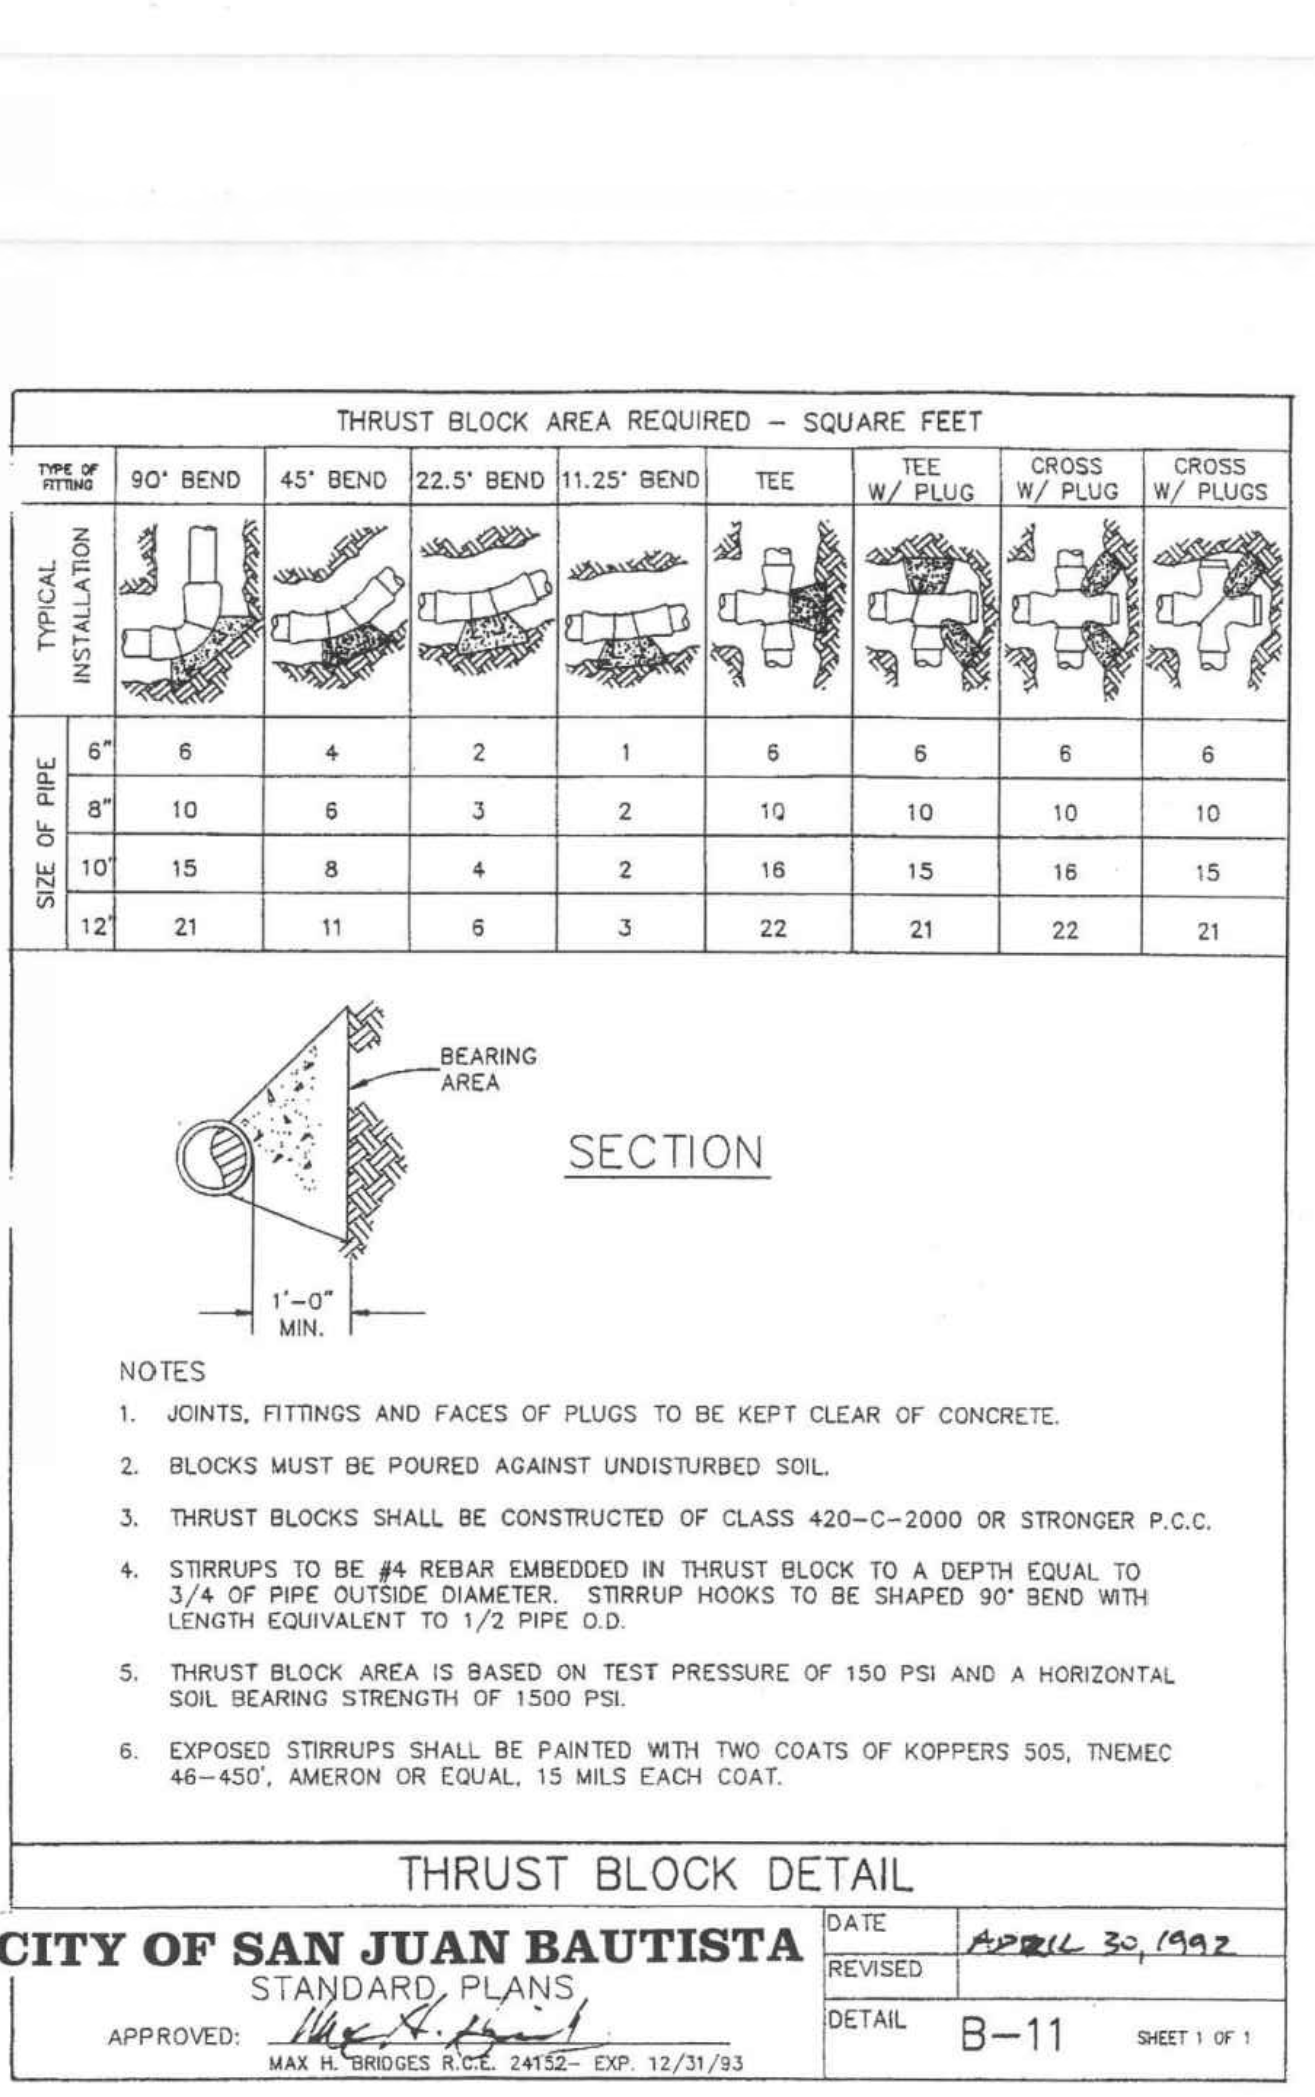 THRUST BLOCK AREA REQUIRED – SQUARE FEET
TYPE OF FITTING 90° BEND 45° BEND 22.5° BEND 11.25° BEND TEE TEE W/ PLUG CROSS W/ PLUG CROSS W/ PLUGS
TYPICAL INSTALLATION
SIZE OF PIPE
6" 6 4 2 1 6 6 6 6
8" 10 6 3 2 10 10 10 10
10" 15 8 4 2 16 15 16 15
12" 21 11 6 3 22 21 22 21
BEARING
AREA
SECTION
1'–0"
MIN.
NOTES
1. JOINTS, FITTINGS AND FACES OF PLUGS TO BE KEPT CLEAR OF CONCRETE.
2. BLOCKS MUST BE POURED AGAINST UNDISTURBED SOIL.
3. THRUST BLOCKS SHALL BE CONSTRUCTED OF CLASS 420–C–2000 OR STRONGER P.C.C.
4. STIRRUPS TO BE #4 REBAR EMBEDDED IN THRUST BLOCK TO A DEPTH EQUAL TO
3/4 OF PIPE OUTSIDE DIAMETER. STIRRUP HOOKS TO BE SHAPED 90° BEND WITH
LENGTH EQUIVALENT TO 1/2 PIPE O.D.
5. THRUST BLOCK AREA IS BASED ON TEST PRESSURE OF 150 PSI AND A HORIZONTAL
SOIL BEARING STRENGTH OF 1500 PSI.
6. EXPOSED STIRRUPS SHALL BE PAINTED WITH TWO COATS OF KOPPERS 505, TNEMEC
46–450', AMERON OR EQUAL, 15 MILS EACH COAT.
THRUST BLOCK DETAIL
CITY OF SAN JUAN BAUTISTA
STANDARD PLANS
APPROVED:
MAX H. BRIDGES R.C.E. 24152– EXP. 12/31/93
DATE APRIL 30, 1992
REVISED
DETAIL B–11 SHEET 1 OF 1